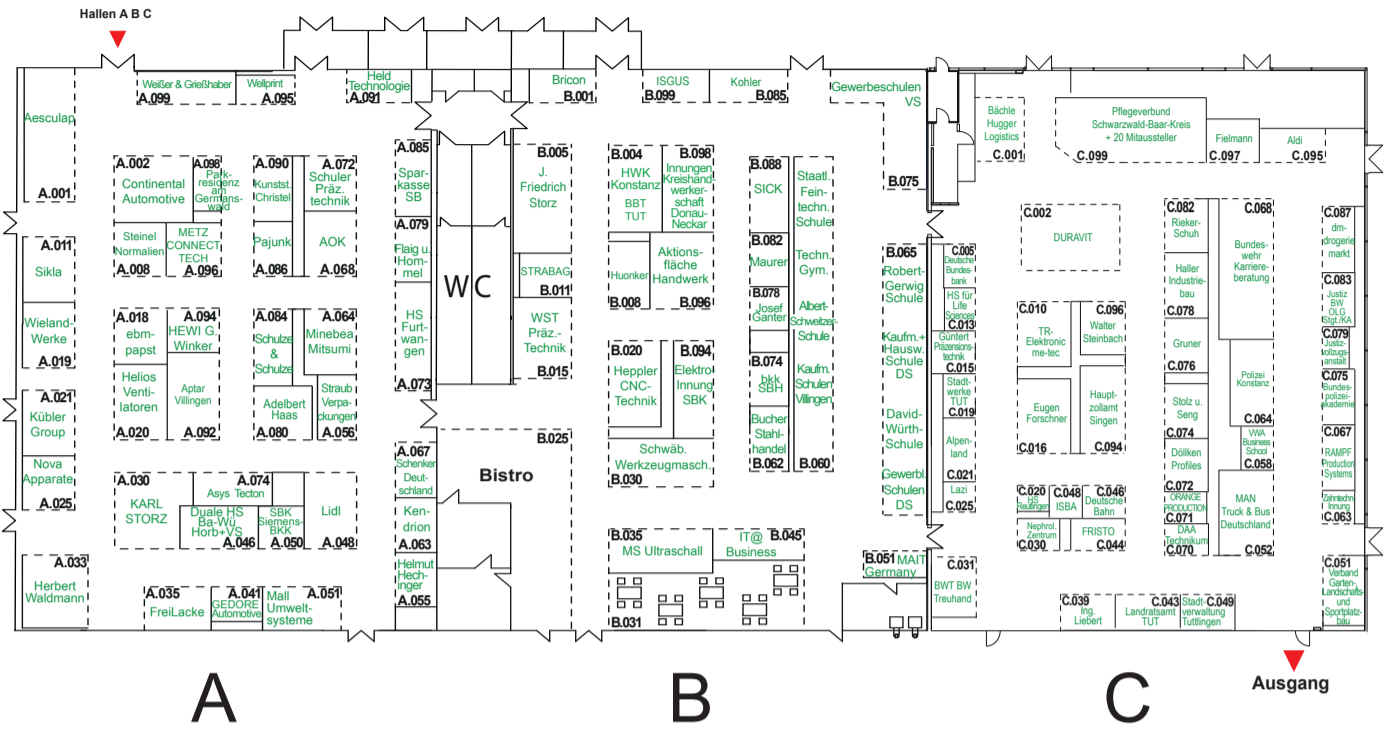 Hallen A B C
Weißer & Grießhaber
A.099
Wellprint
A.095
Held
Technologie
A.091
Aesculap
A.001
A.002
Continental
Automotive
A.098
Park-
residenz
am
Germans-
wald
Steinel
Normalien
A.008
METZ
CONNECT
TECH
A.096
A.090
Kunstst.
Christel
A.072
Schuler
Präz.
technik
Pajunk
A.086
AOK
A.068
A.011
Sikla
Wieland-
Werke
A.019
A.018
ebm-
papst
A.094
HEWI G.
Winker
Helios
Venti-
latoren
A.020
Aptar
Villingen
A.092
A.084
Schulze
&
Schulze
A.064
Minebea
Mitsumi
Adelbert
Haas
A.080
Straub
Verpa-
ckungen
A.056
A.021
Kübler
Group
Nova
Apparate
A.025
A.030
KARL
STORZ
A.074
Asys Tecton
Duale HS
Ba-Wü
Horb+VS
A.046
SBK
Siemens-
BKK
A.050
Lidl
A.048
A.033
Herbert
Waldmann
A.035
FreiLacke
A.041
GEDORE
Automotive
Mall
Umwelt-
systeme
A.051
A.085
Spar-
kasse
SB
A.079
Flaig u.
Hom-
mel
HS
Furt-
wan-
gen
A.073
A.067
Schenker
Deut-
schland
Ken-
drion
A.063
Helmut
Hech-
inger
A.055
WC
Bricon
B.001
B.005
J.
Friedrich
Storz
STRABAG
B.011
WST
Präz.-
Technik
B.015
B.025
Bistro
ISGUS
B.099
Kohler
B.085
Gewerbeschulen
VS
B.075
B.004
HWK
Konstanz
BBT
TUT
B.098
Innungen
Kreishand
werker-
schaft
Donau-
Neckar
Huonker
B.008
Aktions-
fläche
Handwerk
B.096
B.088
SICK
B.082
Maurer
B.078
Josef
Ganter
B.074
bkk
SBH
Bucher
Stahl-
handel
B.062
Staatl.
Fein-
techn.
Schule
Techn.
Gym.
Albert-
Schweitzer-
Schule
Kaufm.
Schulen
Villingen
B.060
B.020
Heppler
CNC-
Technik
B.094
Elektro
Innung
SBK
Schwäb.
Werkzeugmasch.
B.030
B.035
MS Ultraschall
IT@
Business
B.045
B.031
B.065
Robert-
Gerwig
Schule
Kaufm.+
Hausw.
Schule
DS
David-
Würth-
Schule
Gewerbl.
Schulen
DS
B.051
MAIT
Germany
Bächle
Hugger
Logistics
C.001
Pflegeverbund
Schwarzwald-Baar-Kreis
+ 20 Mitaussteller
C.099
Fielmann
C.097
Aldi
C.095
C.002
DURAVIT
C.005
Deutsche
Bundes-
bank
HS für
Life
Sciences
C.013
Güntert
Präzensions
technik
C.015
Stadt-
werke
TUT
C.019
Alpen-
land
C.021
Lazi
C.025
C.031
BWT BW
Treuhand
C.010
TR-
Elektronic
me-tec
C.096
Walter
Steinbach
Eugen
Forschner
C.016
Haupt-
zollamt
Singen
C.094
C.020
HS
Reutlingen
C.048
ISBA
C.046
Deutsche
Bahn
Nephrol.
Zentrum
C.030
FRISTO
C.044
C.039
Ing.
Liebert
C.043
Landratsamt
TUT
Stadt-
C.049
verwaltung
Tuttlingen
C.082
Rieker-
Schuh
Haller
Industrie-
bau
C.078
Gruner
C.076
Stolz u.
Seng
C.074
Döllken
Profiles
C.072
ORANGE
PRODUCTION
C.071
DAA
Technikum
C.070
C.068
Bundes-
wehr
Karriere-
beratung
Polizei
Konstanz
C.064
VWA
Business
School
C.058
MAN
Truck & Bus
Deutschland
C.052
C.087
dm-
drogerie
markt
C.083
Justiz
BW
OLG
Stgt./KA
C.079
Justiz-
vollzugs-
anstalt
C.075
Bundes-
polizei-
akademie
C.067
RAMPF
Production
Systems
Zahntechn.
Innung
C.063
C.051
Verband
Garten-
Landschafts-
und
Sportplatz-
bau
Ausgang
A
B
C